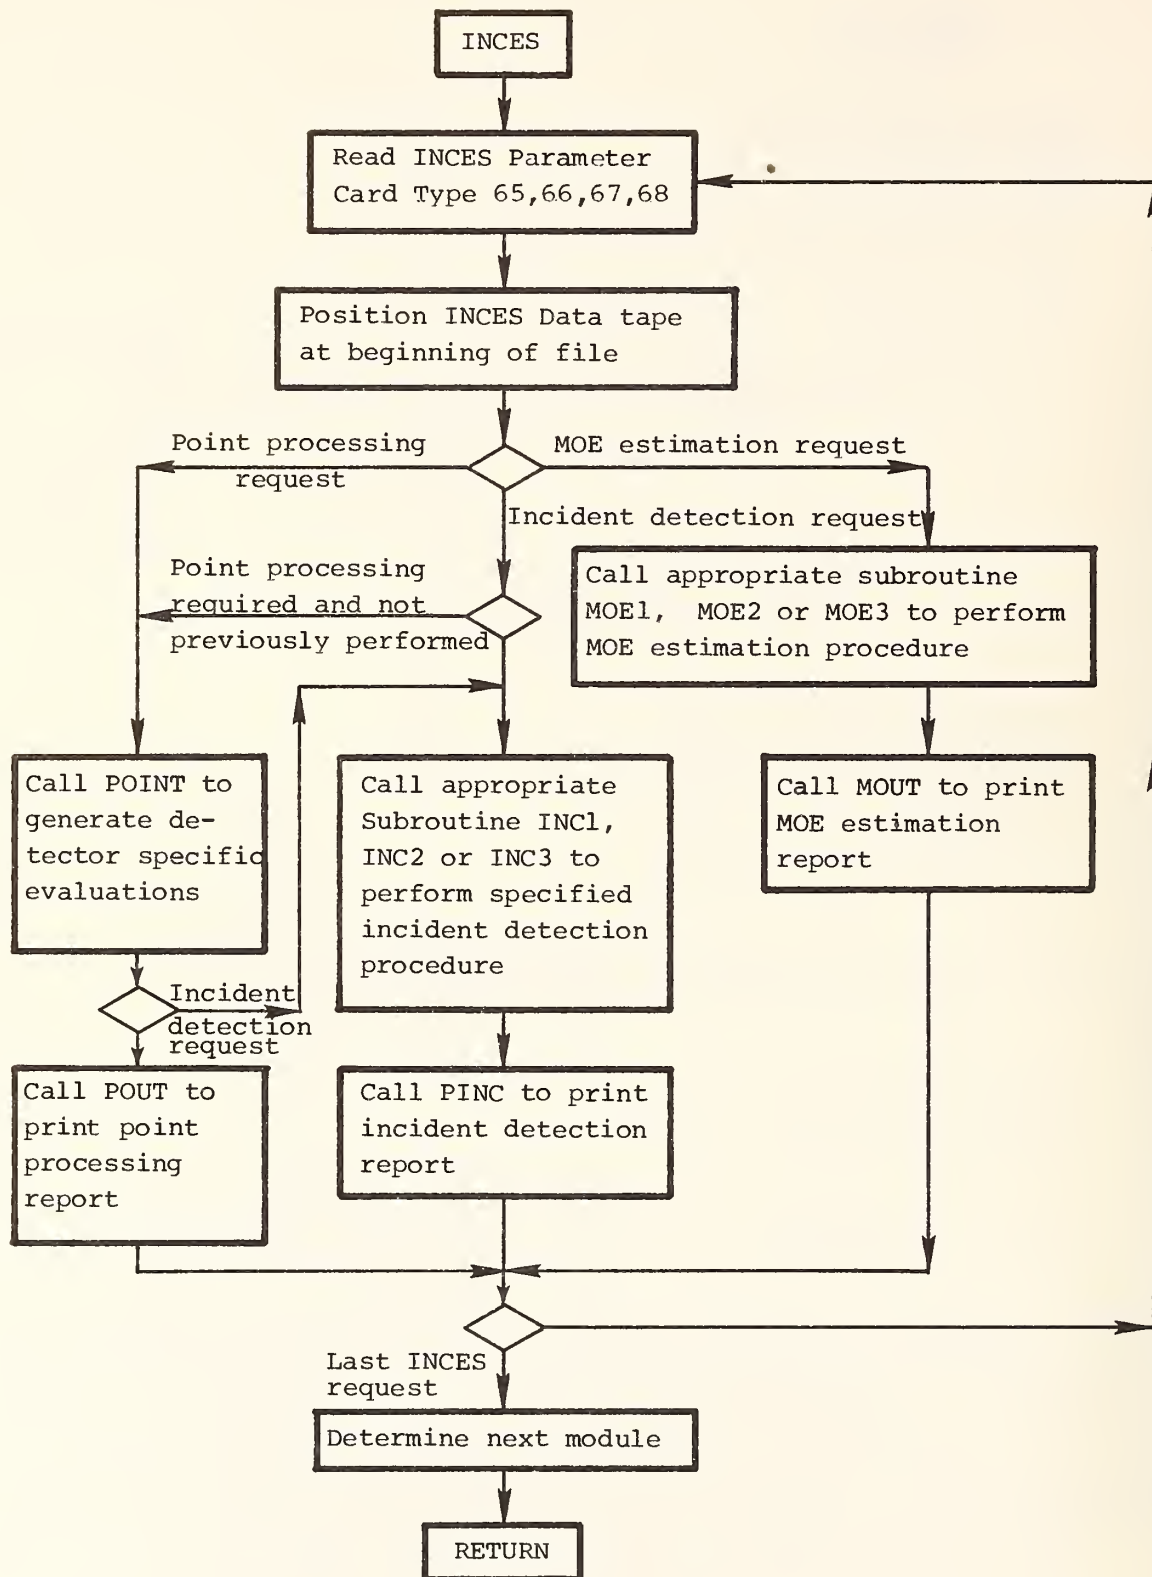 INCES
Read INCES Parameter
Card Type 65,66,67,68
Position INCES Data tape
at beginning of file
Point processing
request
MOE estimation request
Incident detection request
Point processing
required and not
previously performed
Call appropriate subroutine
MOE1, MOE2 or MOE3 to perform
MOE estimation procedure
Call POINT to
generate de-
tector specific
evaluations
Call appropriate
Subroutine INC1,
INC2 or INC3 to
perform specified
incident detection
procedure
Call MOUT to print
MOE estimation
report
Incident
detection
request
Call POUT to
print point
processing
report
Call PINC to print
incident detection
report
Last INCES
request
Determine next module
RETURN